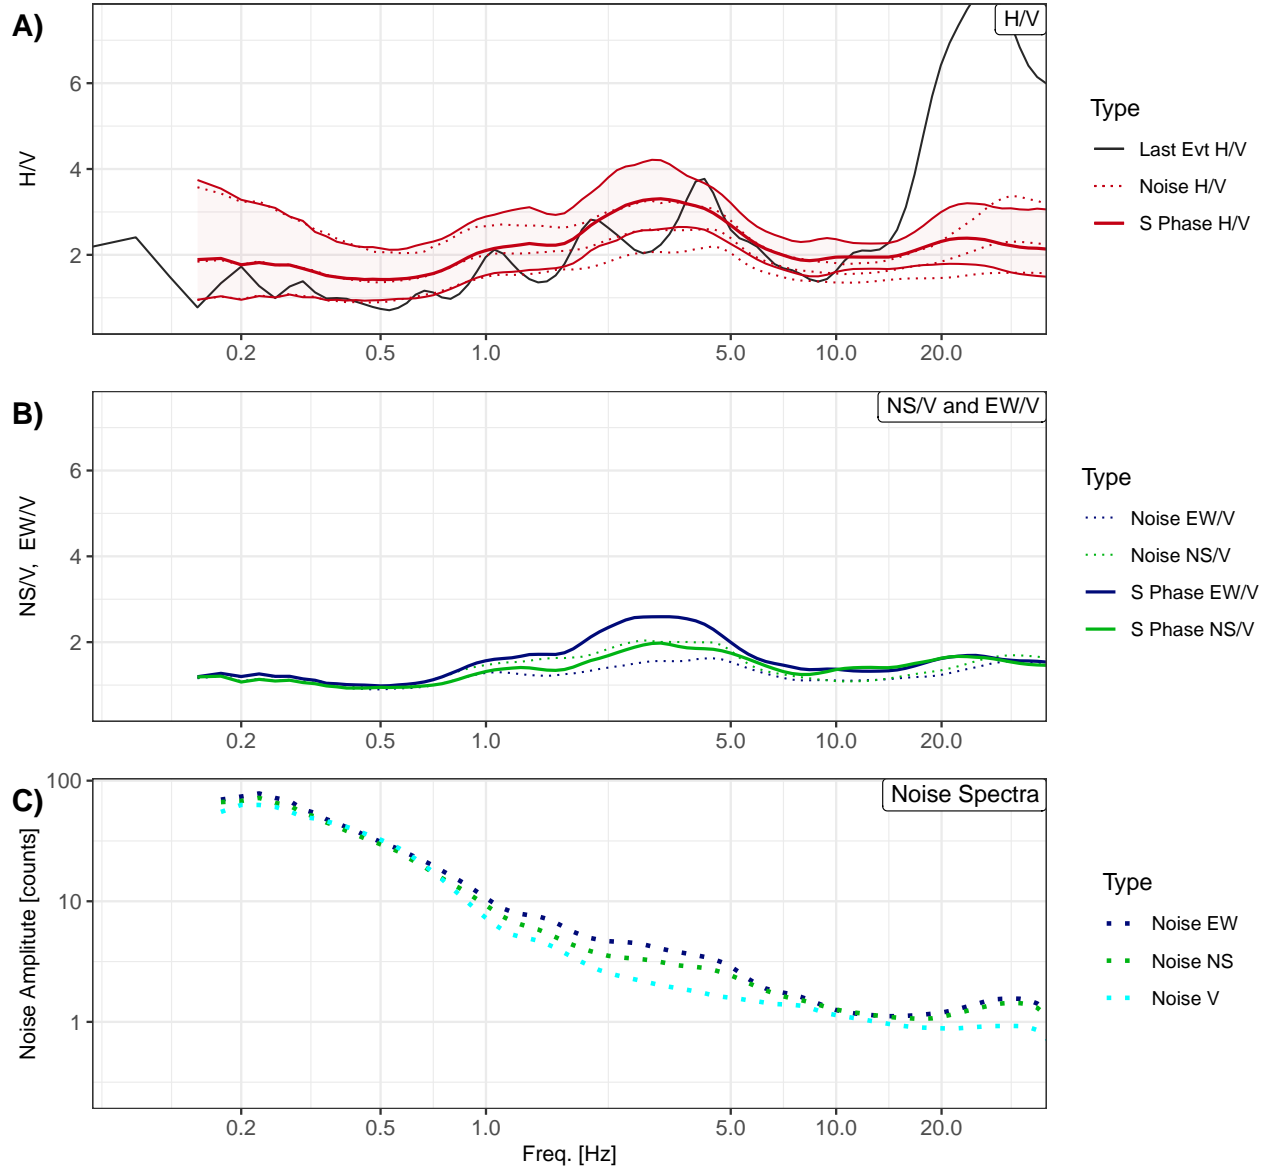 A)
H/V
6
4
2
H/V
0.2 0.5 1.0 5.0 10.0 20.0
Type
Last Evt H/V
Noise H/V
S Phase H/V
B)
NS/V and EW/V
6
4
2
NS/V, EW/V
0.2 0.5 1.0 5.0 10.0 20.0
Type
Noise EW/V
Noise NS/V
S Phase EW/V
S Phase NS/V
C)
Noise Spectra
100
10
1
Noise Amplitute [counts]
0.2 0.5 1.0 5.0 10.0 20.0
Freq. [Hz]
Type
Noise EW
Noise NS
Noise V